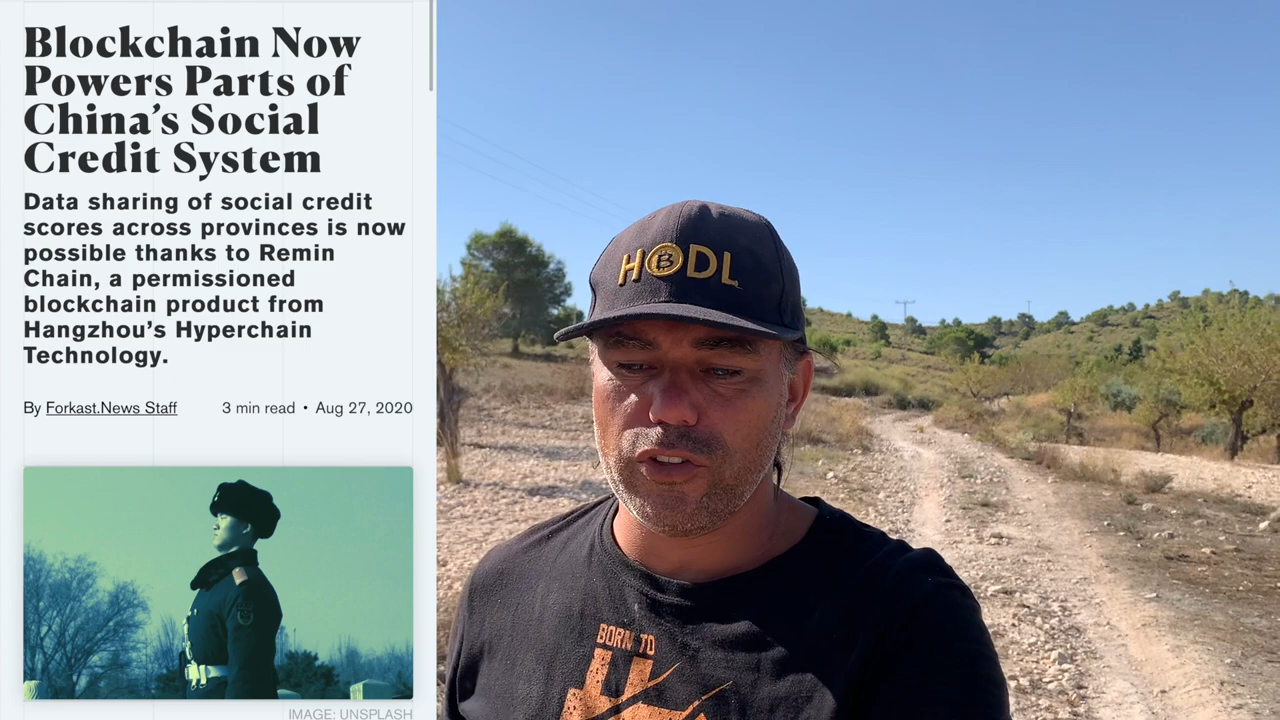 Blockchain Now
Powers Parts of
China's Social
Credit System
Data sharing of social credit
scores across provinces is now
possible thanks to Remin
Chain, a permissioned
blockchain product from
Hangzhou's Hyperchain
Technology.
By Forkast.News Staff 3 min read • Aug 27, 2020
IMAGE: UNSPLASH
HODL
BORN TO